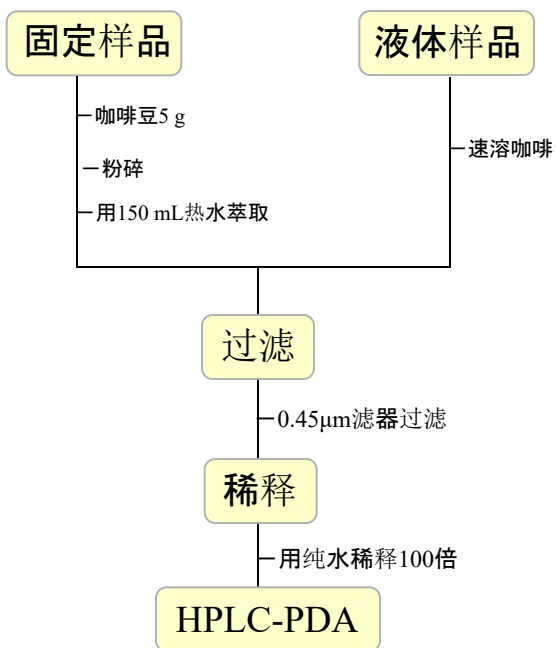 固定样品
液体样品
咖啡豆5 g
速溶咖啡
粉碎
用150 mL热水萃取
过滤
0.45μm滤器过滤
稀释
用纯水稀释100倍
HPLC-PDA